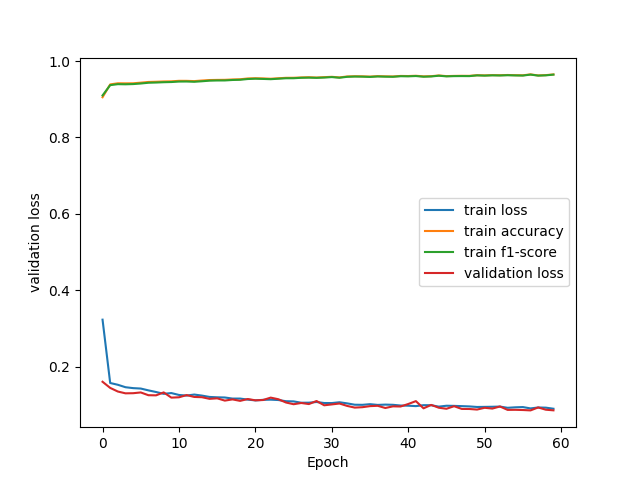 1.0
0.8
0.6
0.4
0.2
validation loss
train loss
train accuracy
train f1-score
validation loss
0 10 20 30 40 50 60
Epoch